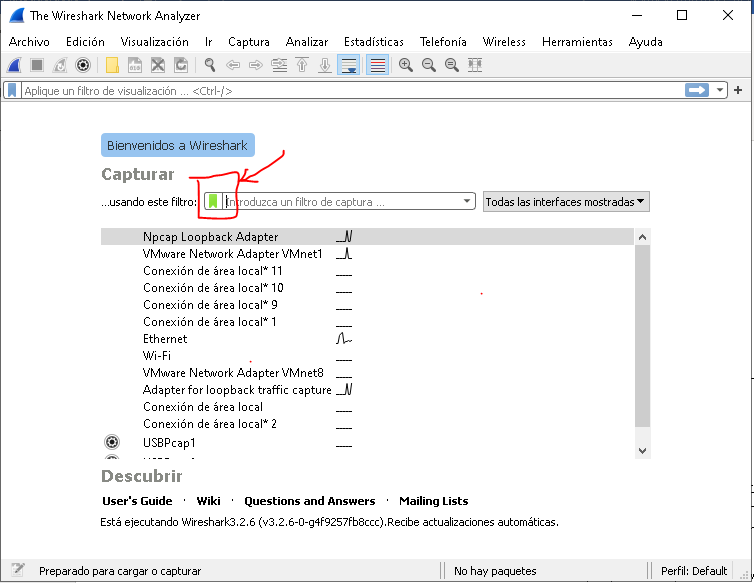 The Wireshark Network Analyzer
Archivo Edición Visualización Ir Captura Analizar Estadísticas Telefonía Wireless Herramientas Ayuda
Aplique un filtro de visualización ... <Ctrl-/>
Bienvenidos a Wireshark
Capturar
...usando este filtro: Introduzca un filtro de captura ... Todas las interfaces mostradas
Npcap Loopback Adapter
VMware Network Adapter VMnet1
Conexión de área local* 11
Conexión de área local* 10
Conexión de área local* 9
Conexión de área local* 1
Ethernet
Wi-Fi
VMware Network Adapter VMnet8
Adapter for loopback traffic capture
Conexión de área local
Conexión de área local* 2
USBPcap1
Descubrir
User's Guide · Wiki · Questions and Answers · Mailing Lists
Está ejecutando Wireshark3.2.6 (v3.2.6-0-g4f9257fb8ccc).Recibe actualizaciones automáticas.
Preparado para cargar o capturar No hay paquetes Perfil: Default